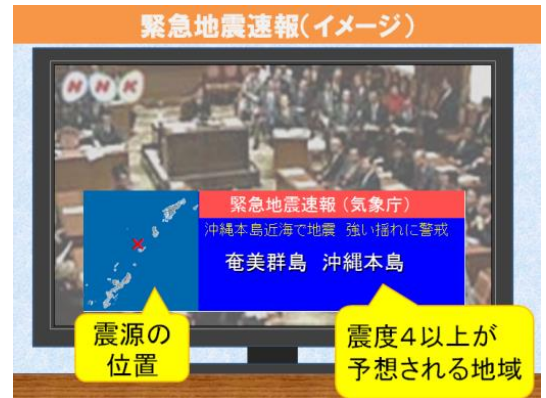 緊急地震速報(イメージ)
NHK
緊急地震速報(気象庁)
沖縄本島近海で地震 強い揺れに警戒
奄美群島 沖縄本島
震源の
位置
震度4以上が
予想される地域